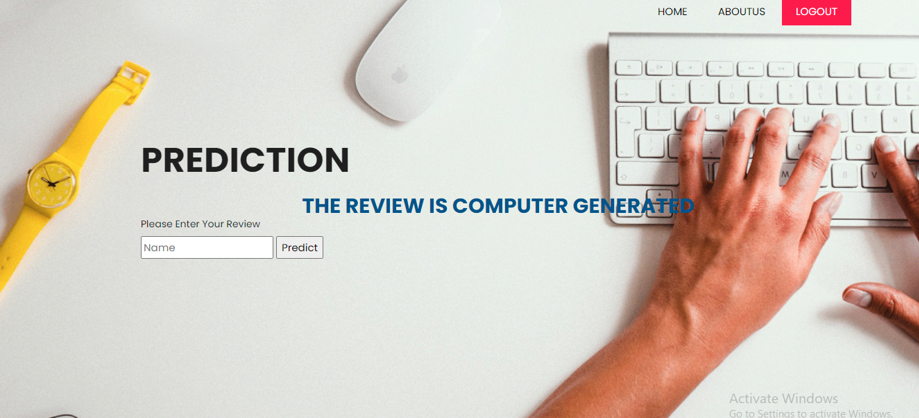 HOME ABOUTUS LOGOUT
PREDICTION
THE REVIEW IS COMPUTER GENERATED
Please Enter Your Review
Name Predict
Activate Windows
Go to Settings to activate Windows.